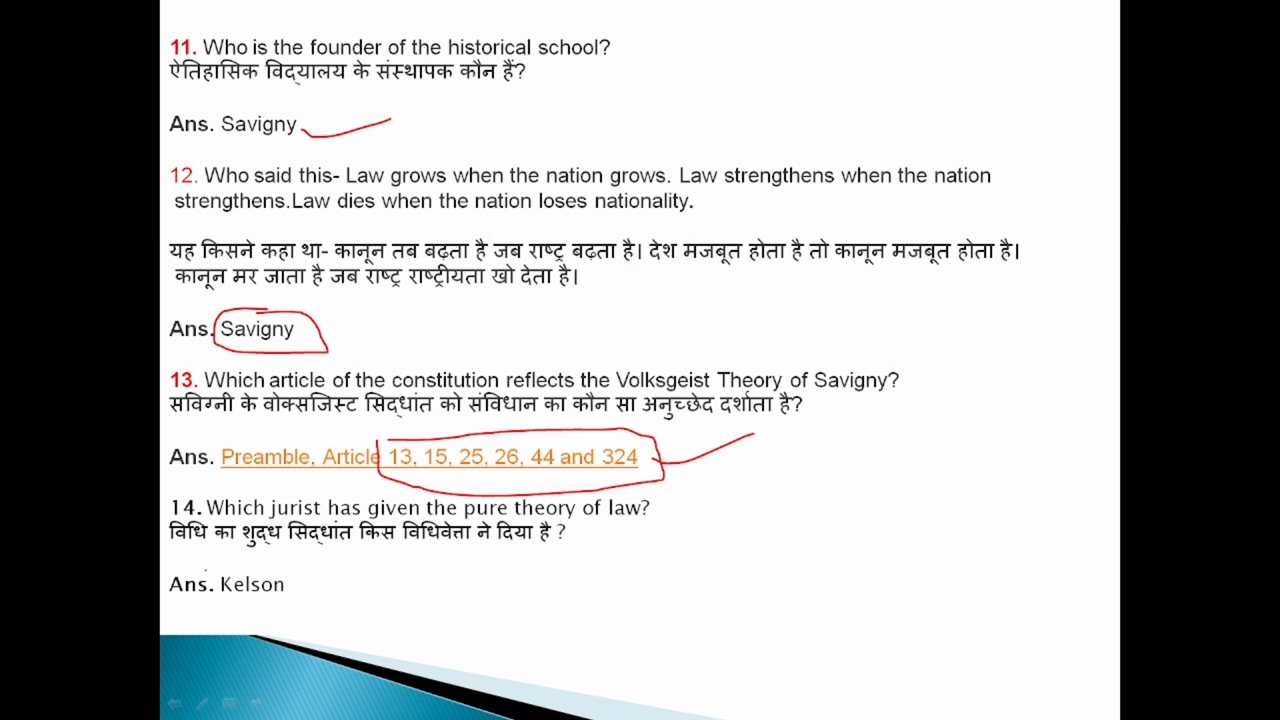 11. Who is the founder of the historical school?
ऐतिहासिक विद्यालय के संस्थापक कौन हैं?
Ans. Savigny
12. Who said this- Law grows when the nation grows. Law strengthens when the nation
strengthens.Law dies when the nation loses nationality.
यह किसने कहा था- कानून तब बढ़ता है जब राष्ट्र बढ़ता है। देश मजबूत होता है तो कानून मजबूत होता है।
कानून मर जाता है जब राष्ट्र राष्ट्रीयता खो देता है।
Ans. Savigny
13. Which article of the constitution reflects the Volksgeist Theory of Savigny?
सविग्नी के वोक्सजिस्ट सिद्धांत को संविधान का कौन सा अनुच्छेद दर्शाता है?
Ans. Preamble, Article 13, 15, 25, 26, 44 and 324
14. Which jurist has given the pure theory of law?
विधि का शुद्ध सिद्धांत किस विधिवेत्ता ने दिया है ?
Ans. Kelson